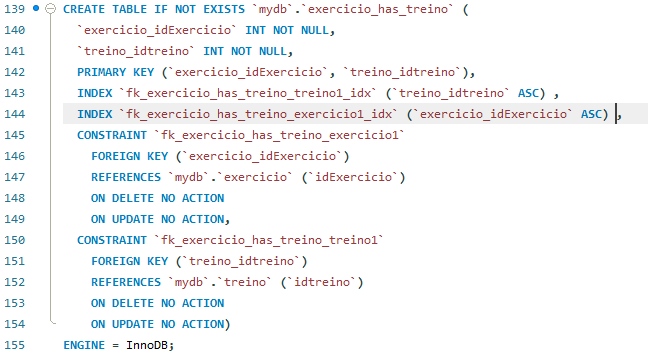 139 CREATE TABLE IF NOT EXISTS `mydb`.`exercicio_has_treino` (
140   `exercicio_idExercicio` INT NOT NULL,
141   `treino_idtreino` INT NOT NULL,
142   PRIMARY KEY (`exercicio_idExercicio`, `treino_idtreino`),
143   INDEX `fk_exercicio_has_treino_treino1_idx` (`treino_idtreino` ASC) ,
144   INDEX `fk_exercicio_has_treino_exercicio1_idx` (`exercicio_idExercicio` ASC) ,
145   CONSTRAINT `fk_exercicio_has_treino_exercicio1`
146     FOREIGN KEY (`exercicio_idExercicio`)
147     REFERENCES `mydb`.`exercicio` (`idExercicio`)
148     ON DELETE NO ACTION
149     ON UPDATE NO ACTION,
150   CONSTRAINT `fk_exercicio_has_treino_treino1`
151     FOREIGN KEY (`treino_idtreino`)
152     REFERENCES `mydb`.`treino` (`idtreino`)
153     ON DELETE NO ACTION
154     ON UPDATE NO ACTION)
155 ENGINE = InnoDB;